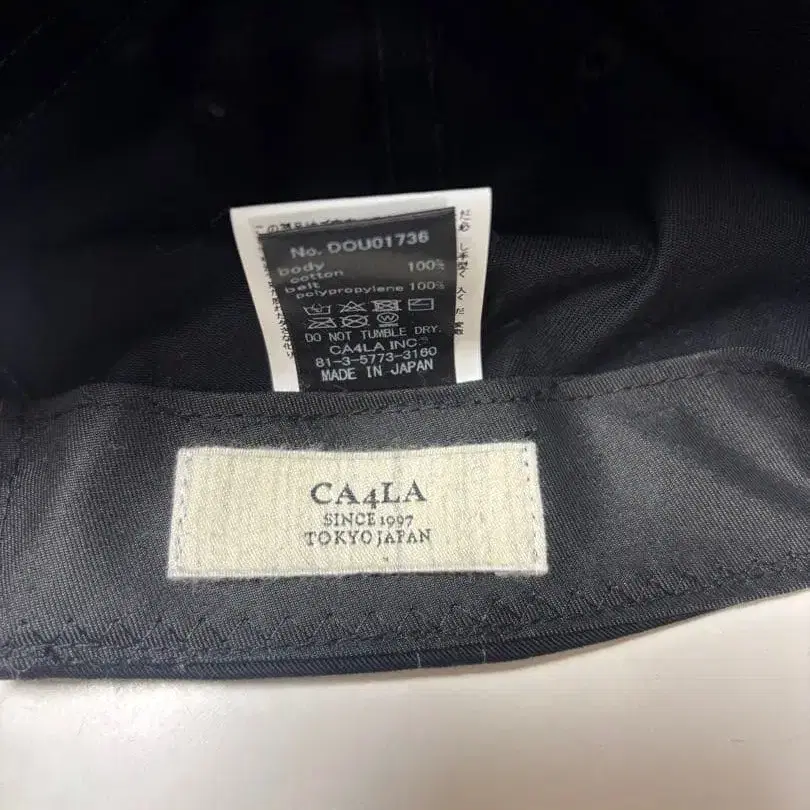 No. DOU01736
body 100%
cotton
belt
polypropylene 100%
DO NOT TUMBLE DRY.
CA4LA INC.
81-3-5773-3160
MADE IN JAPAN
CA4LA
SINCE 1997
TOKYO JAPAN